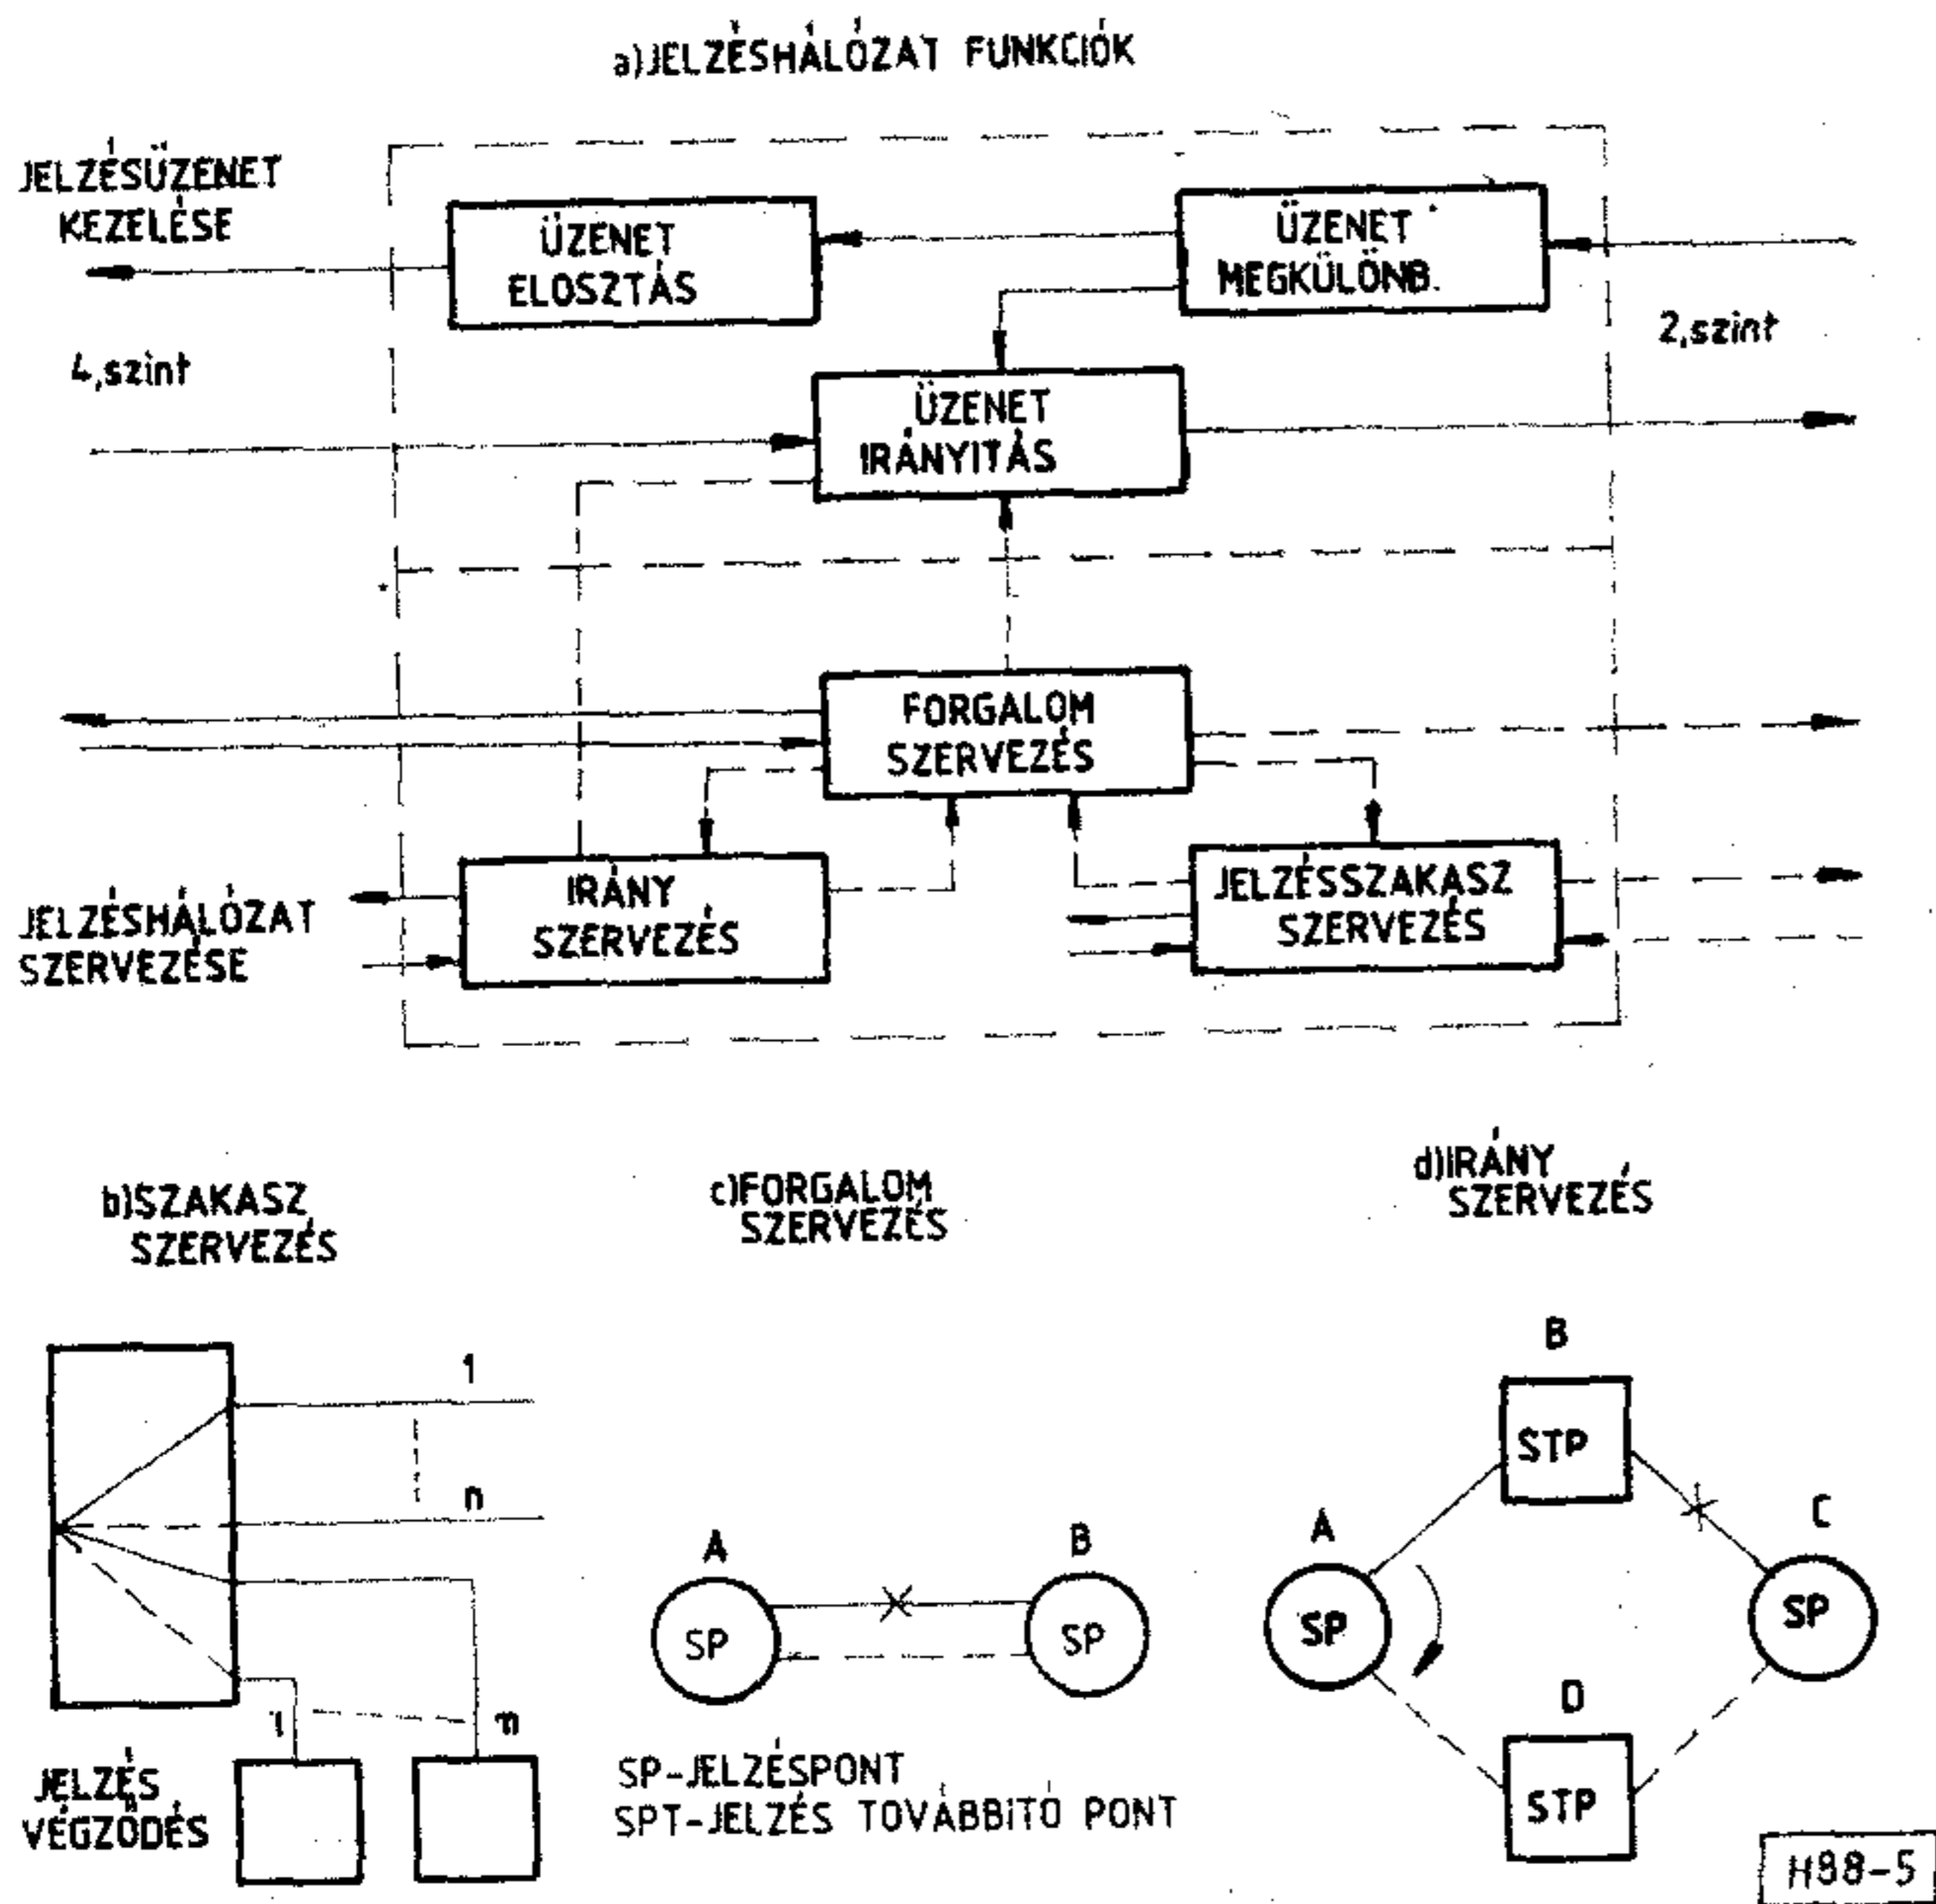 a)JELZÉSHÁLÓZAT FUNKCIÓK
JELZÉSÜZENET
KEZELÉSE
ÜZENET
ELOSZTÁS
ÜZENET
MEGKÜLÖNB.
4,szint
2,szint
ÜZENET
IRÁNYITÁS
FORGALOM
SZERVEZÉS
JELZÉSHÁLÓZAT
SZERVEZÉSE
IRÁNY
SZERVEZÉS
JELZÉSSZAKASZ
SZERVEZÉS
b)SZAKASZ
SZERVEZÉS
c)FORGALOM
SZERVEZÉS
d)IRÁNY
SZERVEZÉS
1
n
1
m
JELZÉS
VÉGZŐDÉS
A
B
SP
SP
SP-JELZÉSPONT
SPT-JELZÉS TOVÁBBITÓ PONT
B
STP
A
C
SP
SP
D
STP
H88-5